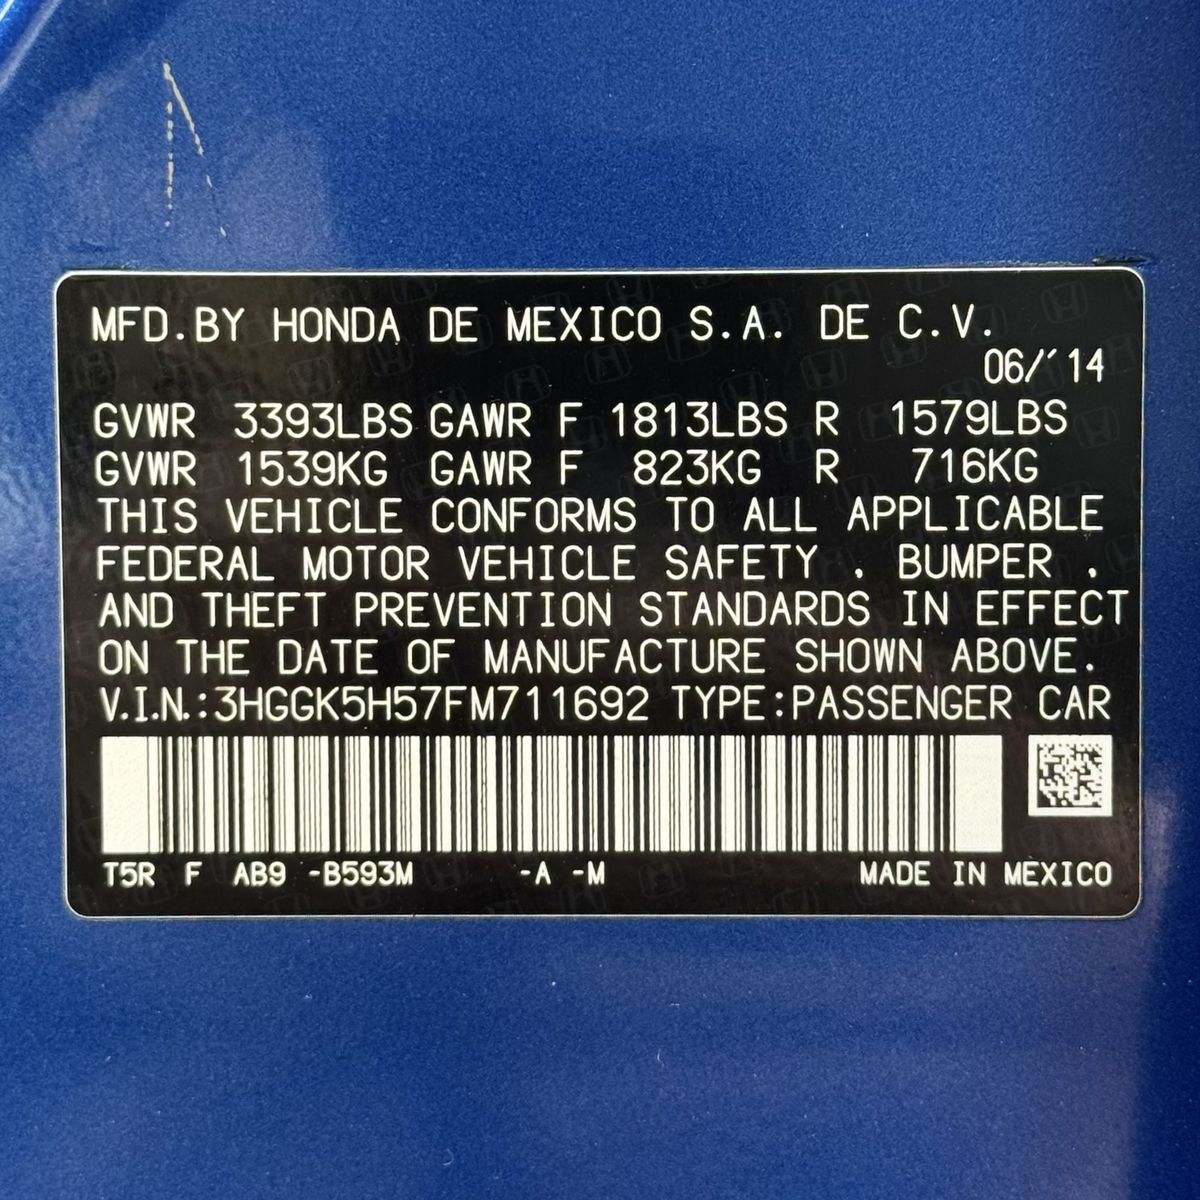 MFD.BY HONDA DE MEXICO S.A. DE C.V.
06/'14
GVWR 3393LBS GAWR F 1813LBS R 1579LBS
GVWR 1539KG GAWR F 823KG R 716KG
THIS VEHICLE CONFORMS TO ALL APPLICABLE
FEDERAL MOTOR VEHICLE SAFETY . BUMPER .
AND THEFT PREVENTION STANDARDS IN EFFECT
ON THE DATE OF MANUFACTURE SHOWN ABOVE.
V.I.N.:3HGGK5H57FM711692 TYPE:PASSENGER CAR
T5R F AB9 -B593M -A -M MADE IN MEXICO